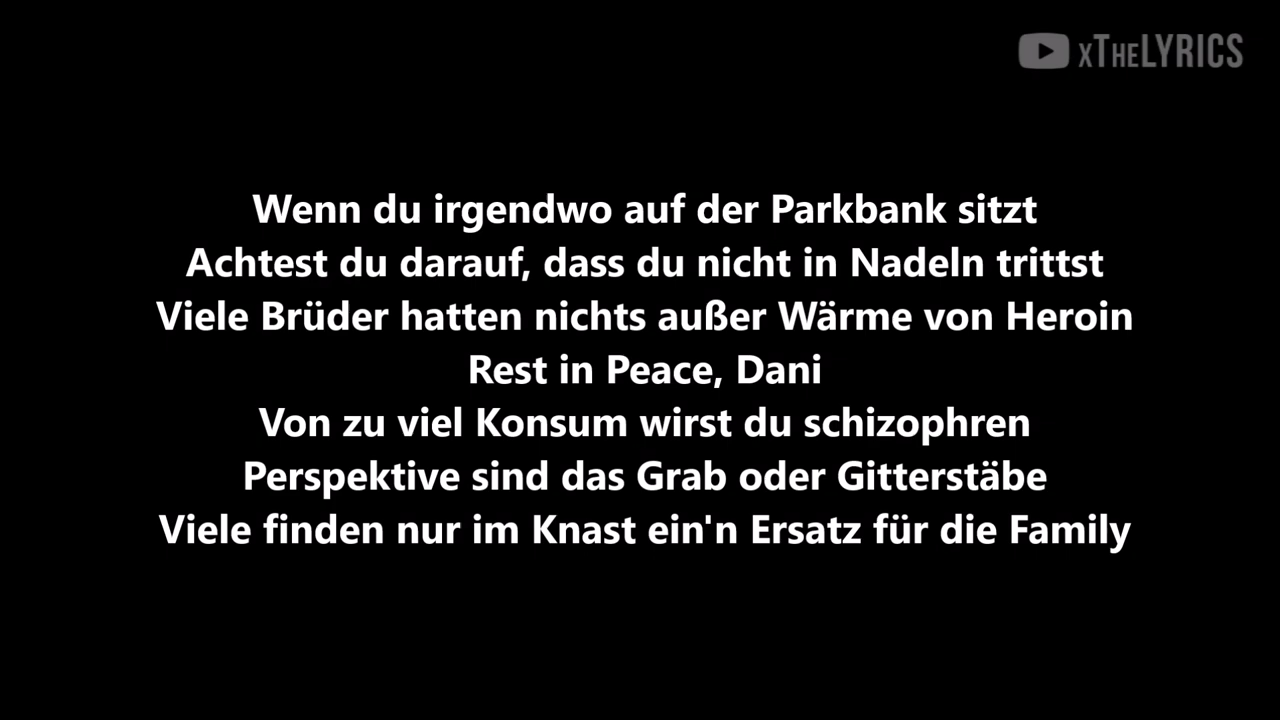 xTheLYRICS
Wenn du irgendwo auf der Parkbank sitzt
Achtest du darauf, dass du nicht in Nadeln trittst
Viele Brüder hatten nichts außer Wärme von Heroin
Rest in Peace, Dani
Von zu viel Konsum wirst du schizophren
Perspektive sind das Grab oder Gitterstäbe
Viele finden nur im Knast ein'n Ersatz für die Family